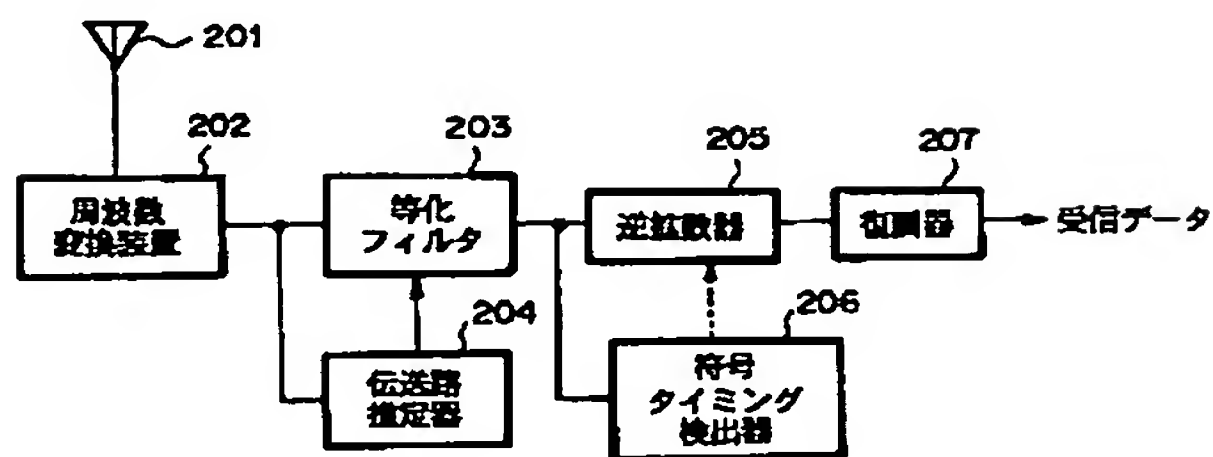 201
202
周波数
変換装置
203
等化
フィルタ
204
伝送路
推定器
205
逆拡散器
206
符号
タイミング
検出器
207
復調器
受信データ